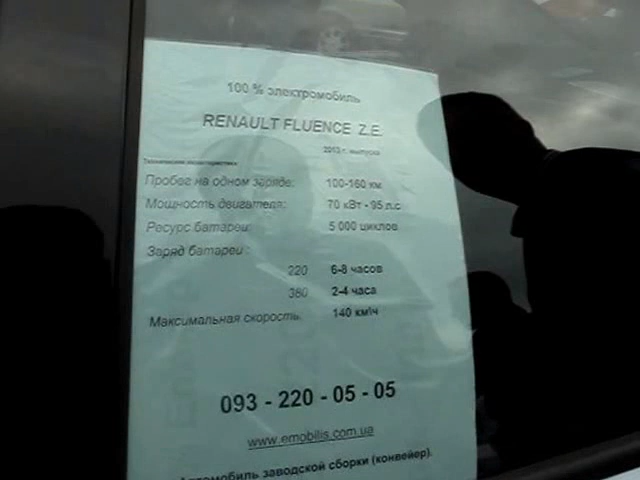 100 % электромобиль
RENAULT FLUENCE Z.E.
2013 г. выпуска
Технические характеристики
Пробег на одном заряде: 100-160 км
Мощность двигателя: 70 кВт - 95 л.с
Ресурс батареи: 5 000 циклов
Заряд батареи :
220 6-8 часов
380 2-4 часа
Максимальная скорость: 140 км\ч
093 - 220 - 05 - 05
www.emobilis.com.ua
Автомобиль заводской сборки (конвейер).